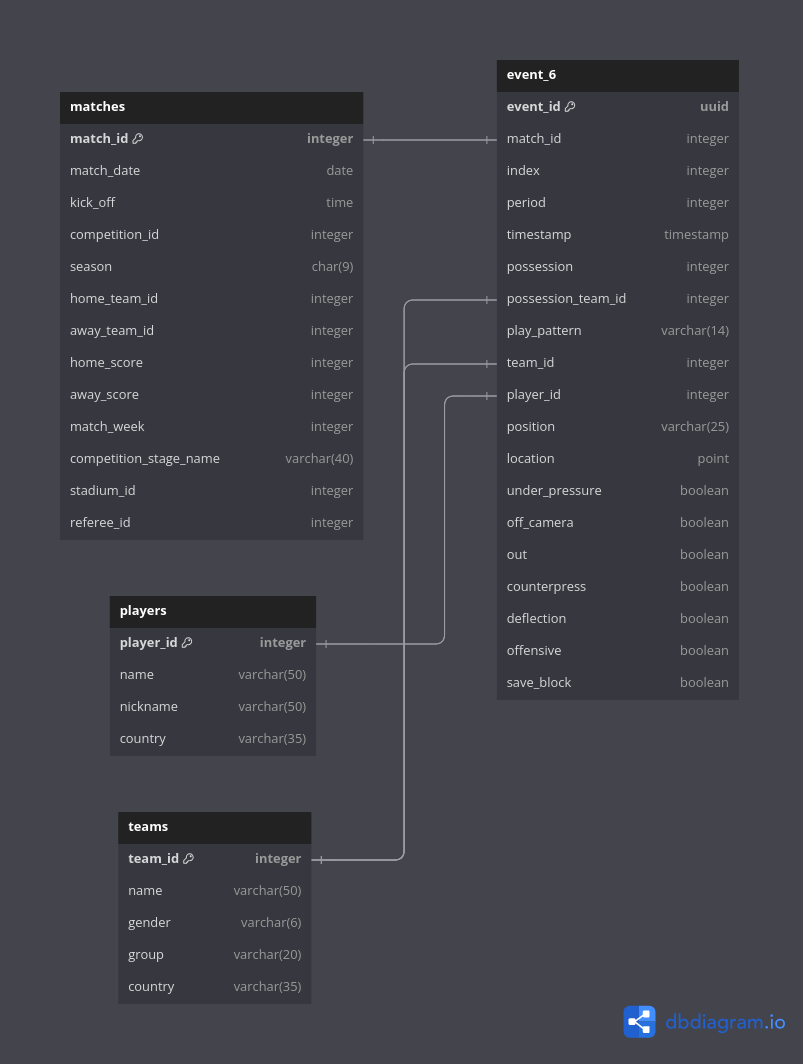 matches
match_id integer
match_date date
kick_off time
competition_id integer
season char(9)
home_team_id integer
away_team_id integer
home_score integer
away_score integer
match_week integer
competition_stage_name varchar(40)
stadium_id integer
referee_id integer
event_6
event_id uuid
match_id integer
index integer
period integer
timestamp timestamp
possession integer
possession_team_id integer
play_pattern varchar(14)
team_id integer
player_id integer
position varchar(25)
location point
under_pressure boolean
off_camera boolean
out boolean
counterpress boolean
deflection boolean
offensive boolean
save_block boolean
players
player_id integer
name varchar(50)
nickname varchar(50)
country varchar(35)
teams
team_id integer
name varchar(50)
gender varchar(6)
group varchar(20)
country varchar(35)
dbdiagram.io